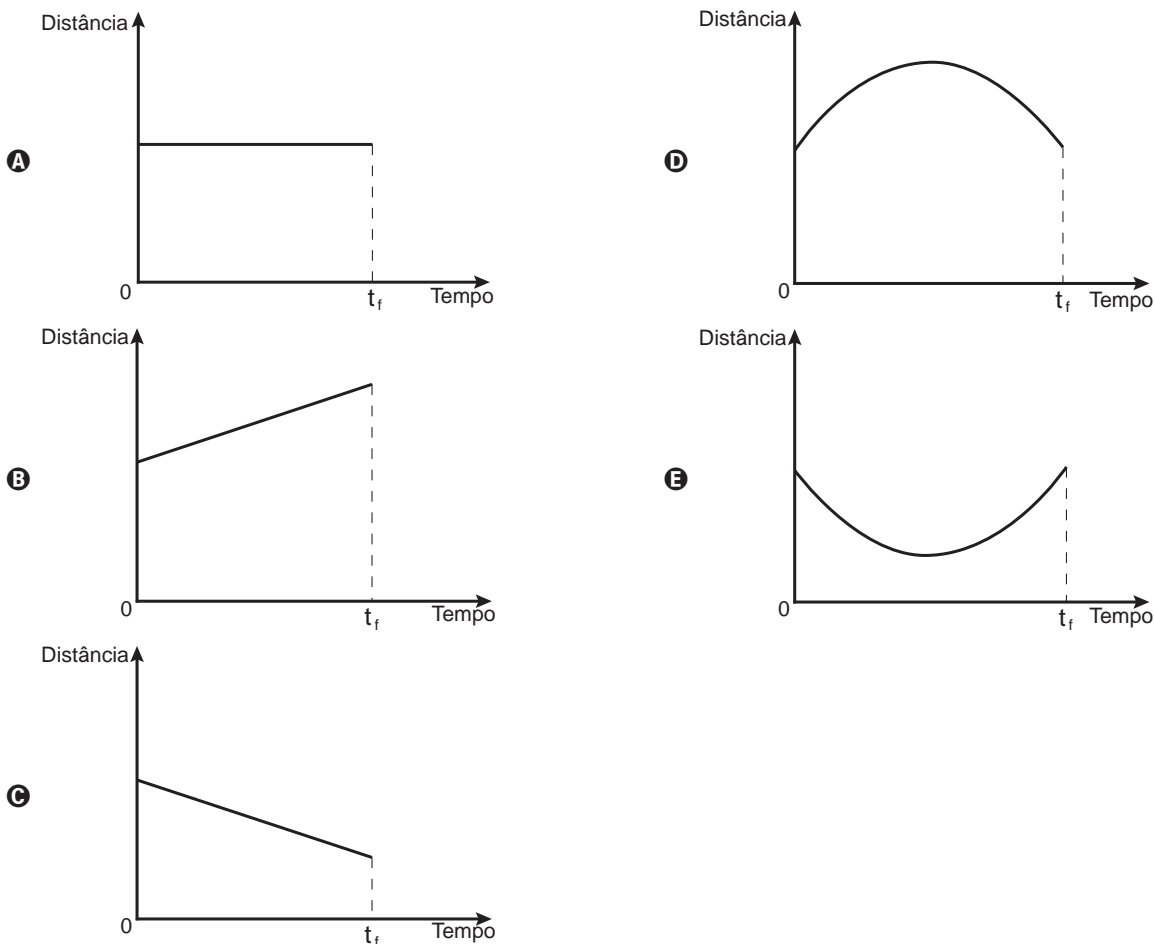 Distância
A
0
t f
Tempo
Distância
B
0
t f
Tempo
Distância
C
0
t f
Tempo
Distância
D
0
t f
Tempo
Distância
E
0
t f
Tempo